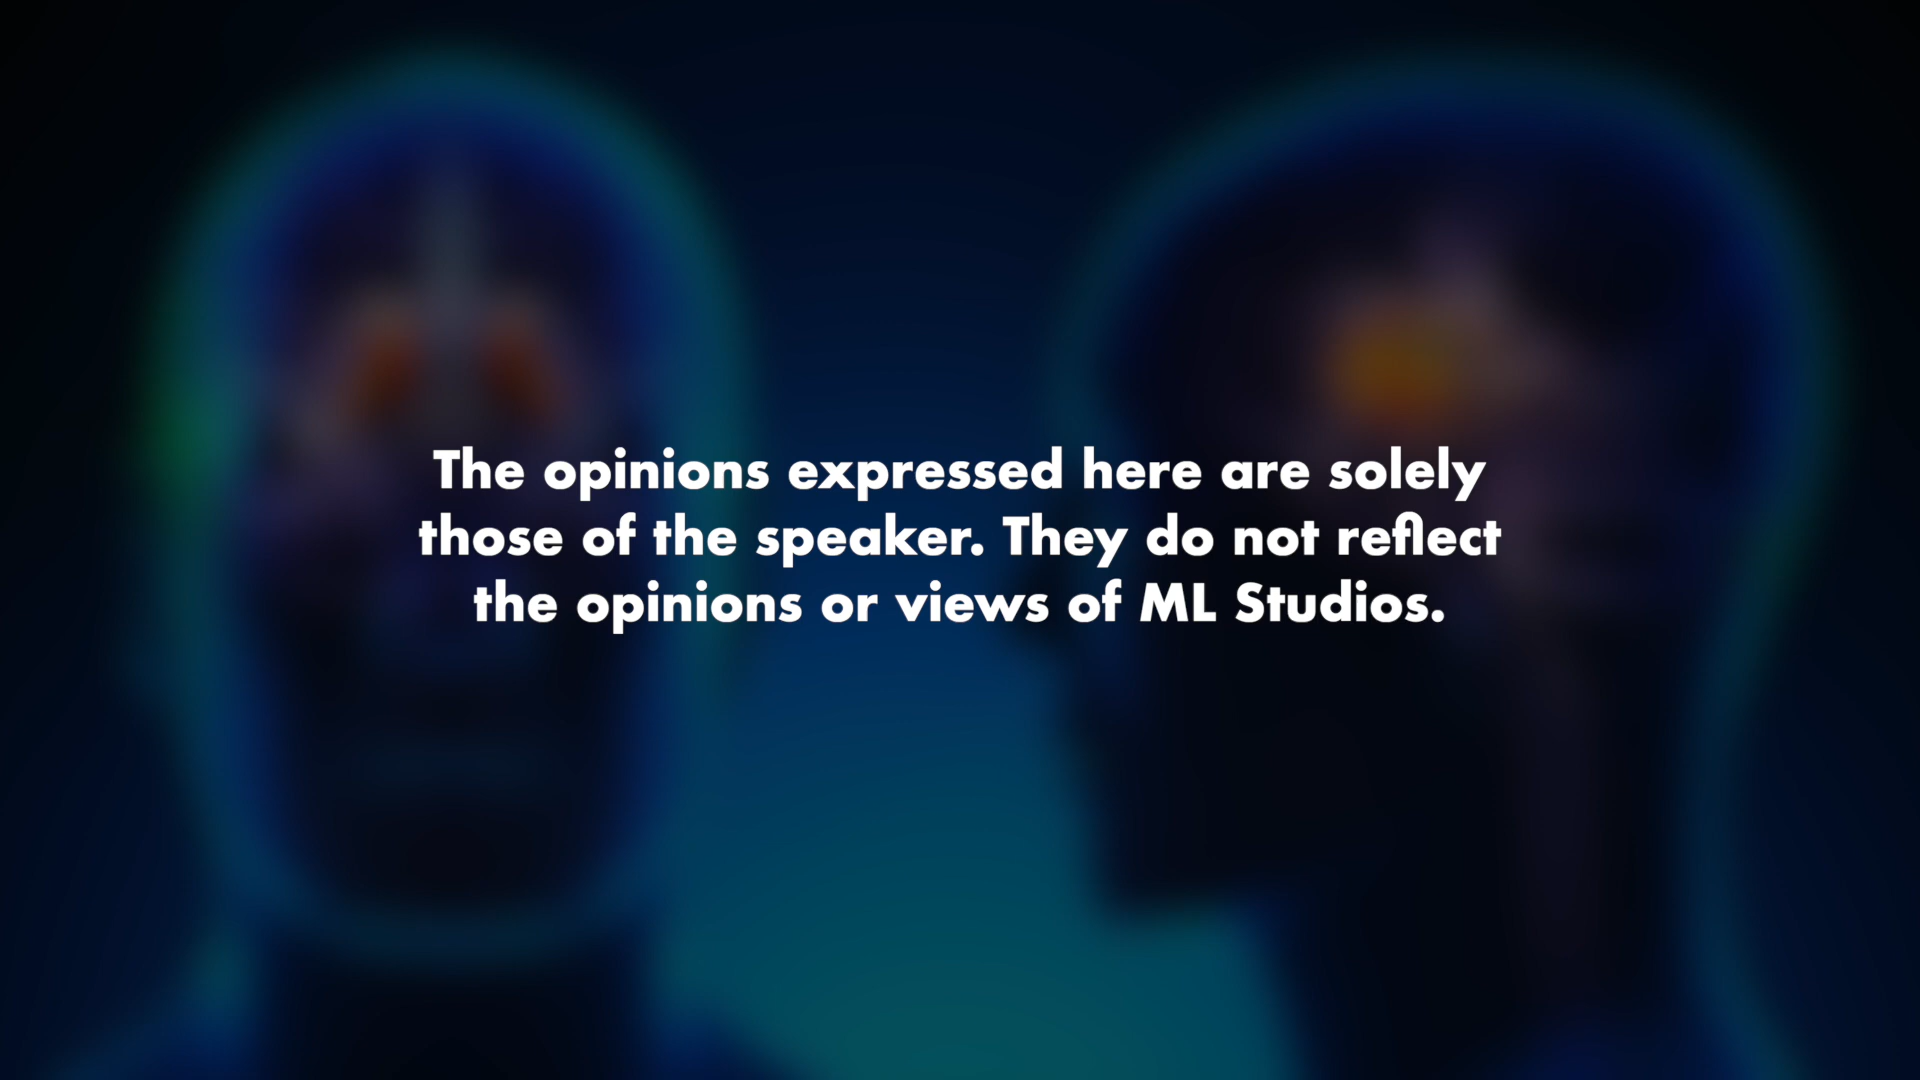 The opinions expressed here are solely
those of the speaker. They do not reflect
the opinions or views of ML Studios.